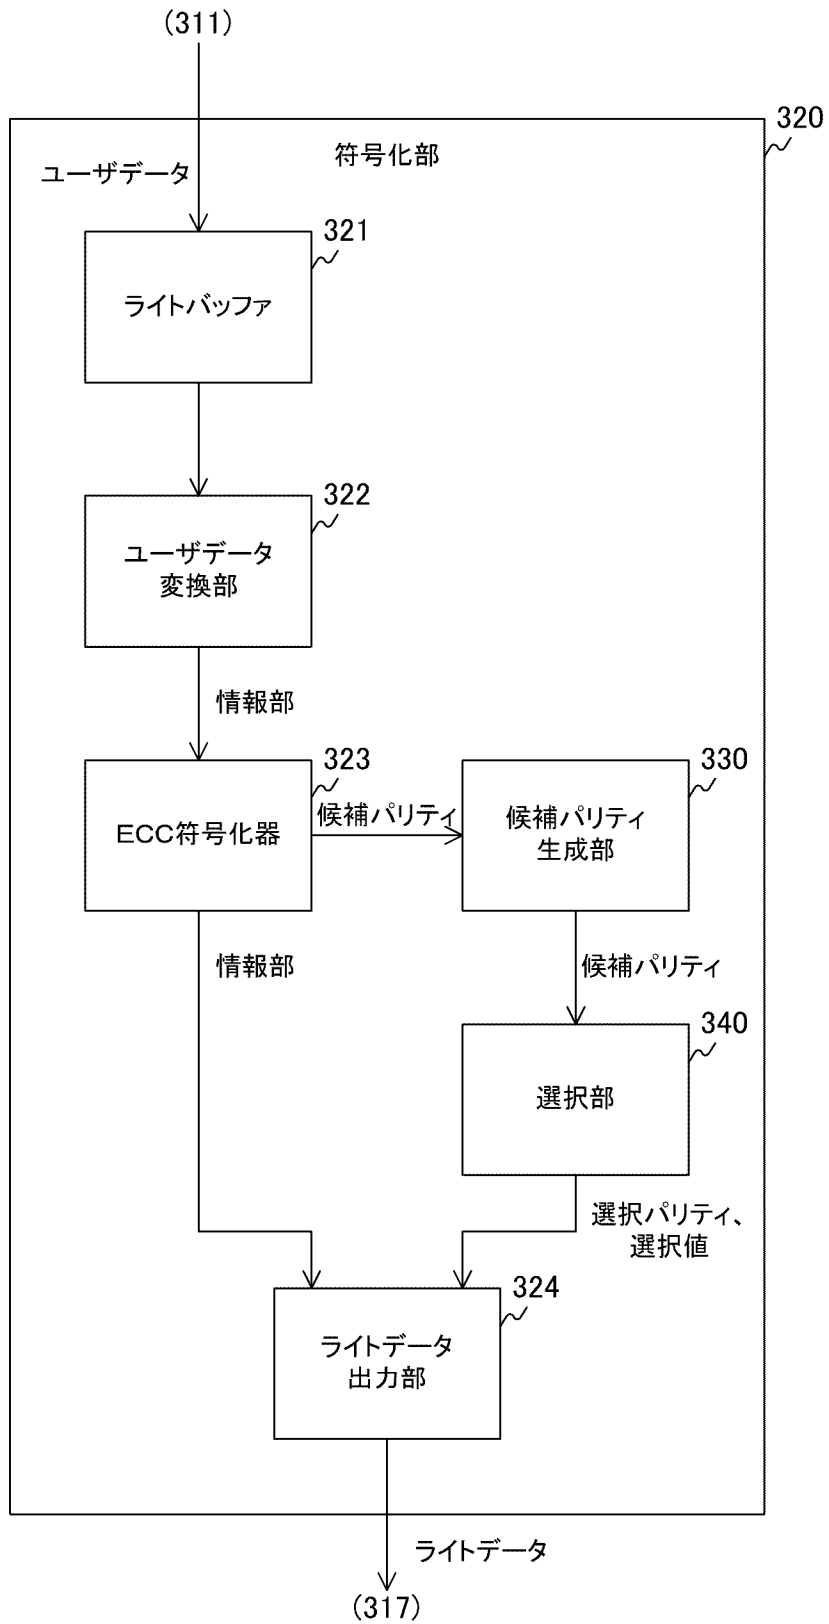 (311)
320
符号化部
ユーザデータ
321
ライトバッファ
322
ユーザデータ
変換部
情報部
323
ECC符号化器
候補パリティ
330
候補パリティ
生成部
情報部
候補パリティ
340
選択部
選択パリティ、
選択値
324
ライトデータ
出力部
ライトデータ
(317)